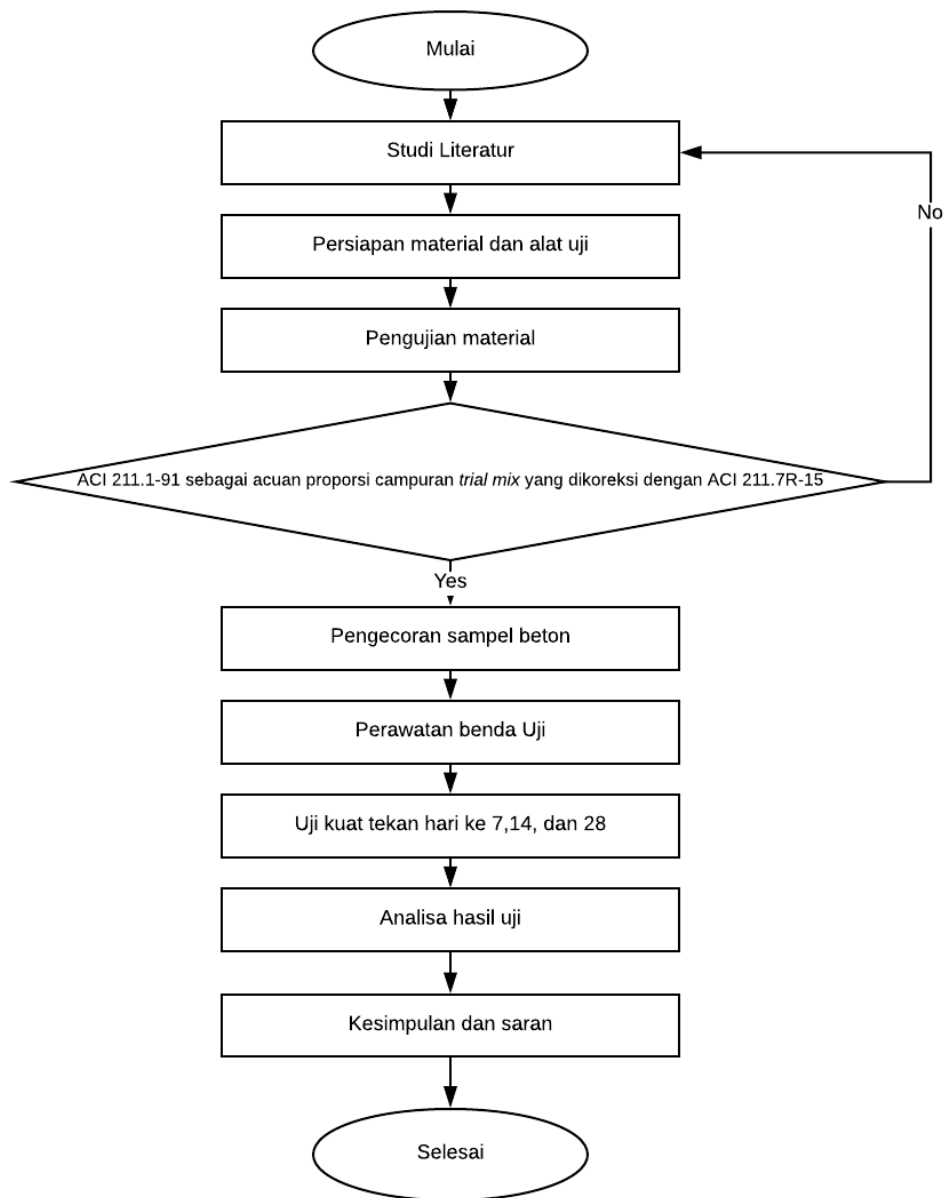 Mulai
Studi Literatur
No
Persiapan material dan alat uji
Pengujian material
ACI 211.1-91 sebagai acuan proporsi campuran trial mix yang dikoreksi dengan ACI 211.7R-15
Yes
Pengecoran sampel beton
Perawatan benda Uji
Uji kuat tekan hari ke 7,14, dan 28
Analisa hasil uji
Kesimpulan dan saran
Selesai